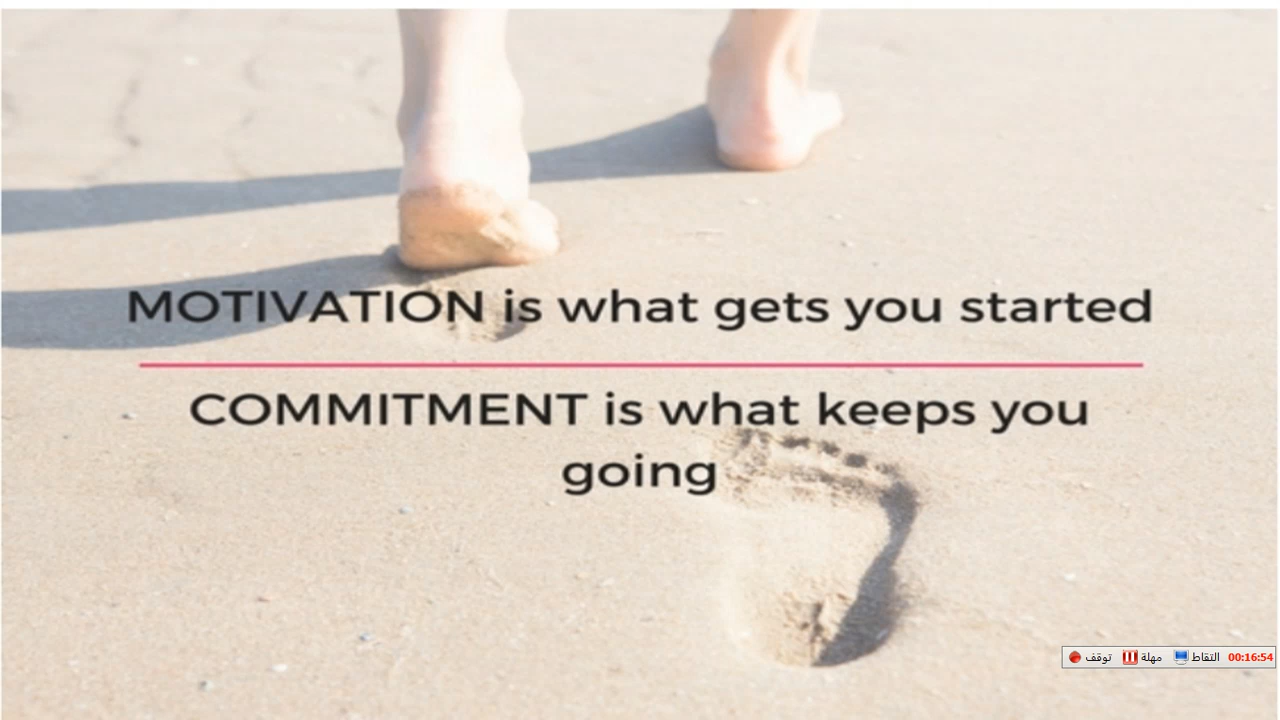 MOTIVATION is what gets you started
COMMITMENT is what keeps you
going
توقف مهلة التقاط 00:16:54